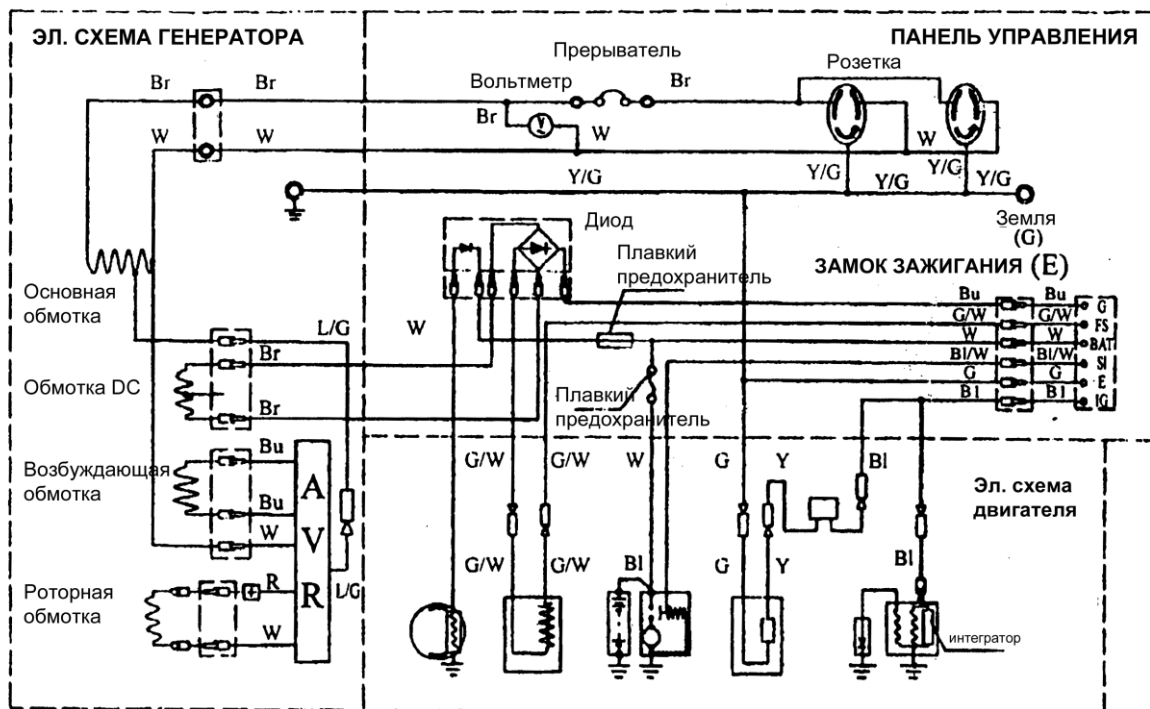 ЭЛ. СХЕМА ГЕНЕРАТОРА
ПАНЕЛЬ УПРАВЛЕНИЯ
Прерыватель
Вольтметр
Розетка
Br
Br
Br
Br
V
W
W
W
W
Y/G
Y/G
Y/G
Y/G
Y/G
Земля
(G)
Диод
Плавкий
предохранитель
ЗАМОК ЗАЖИГАНИЯ (E)
Основная
обмотка
L/G
W
Bu
Bu
G
G/W
G/W
FS
W
W
BAT
Bl/W
Bl/W
SI
G
G
E
Bl
Bl
IG
Br
Обмотка DC
Br
Плавкий
предохранитель
Возбуждающая
обмотка
Bu
Bu
W
A
V
R
L/G
G/W
G/W
W
G
Y
Bl
Эл. схема
двигателя
G/W
G/W
Bl
G
Y
Bl
Роторная
обмотка
R
W
интегратор